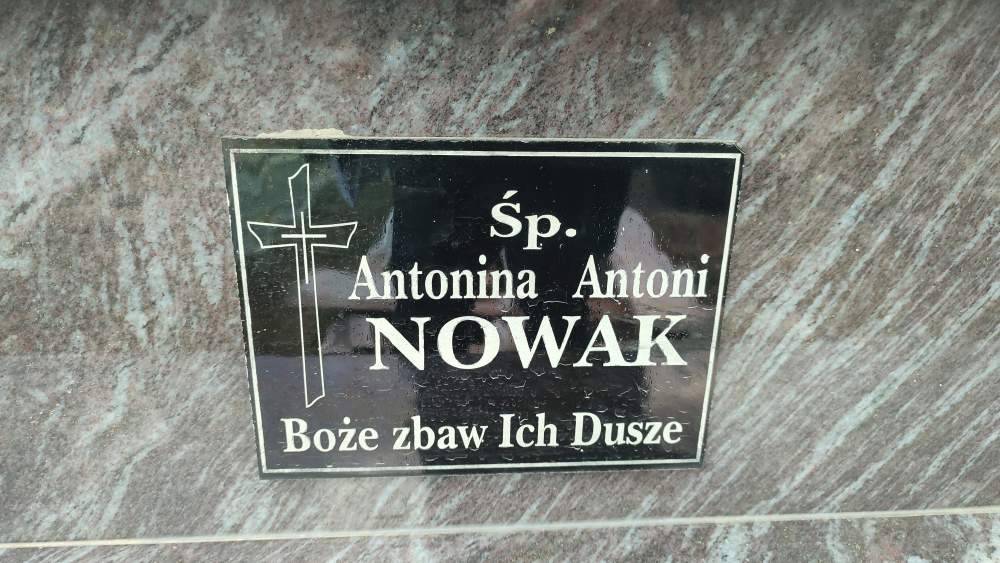 Śp.
Antonina Antoni
NOWAK
Boże zbaw Ich Dusze